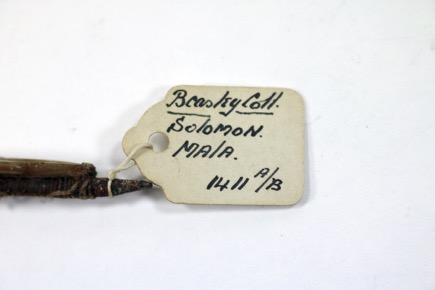 Beasley Coll.
Solomon.
MalA.
1411 A/B